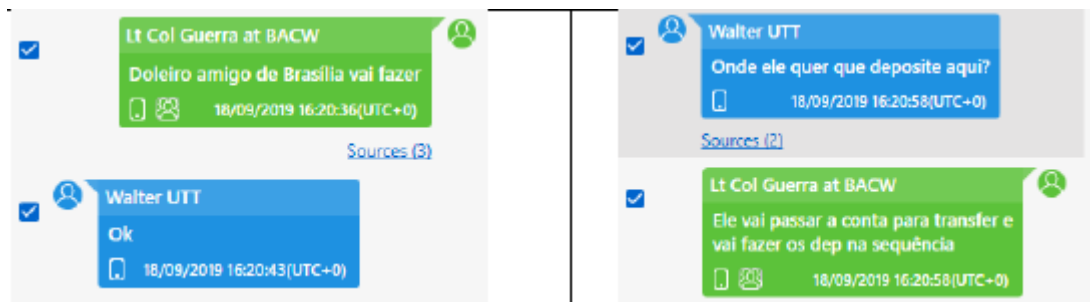 Lt Col Guerra at BACW
Doleiro amigo de Brasília vai fazer
18/09/2019 16:20:36(UTC+0)
Sources (3)
Walter UTT
Ok
18/09/2019 16:20:43(UTC+0)
Walter UTT
Onde ele quer que deposite aqui?
18/09/2019 16:20:58(UTC+0)
Sources (2)
Lt Col Guerra at BACW
Ele vai passar a conta para transfer e
vai fazer os dep na sequência
18/09/2019 16:20:58(UTC+0)